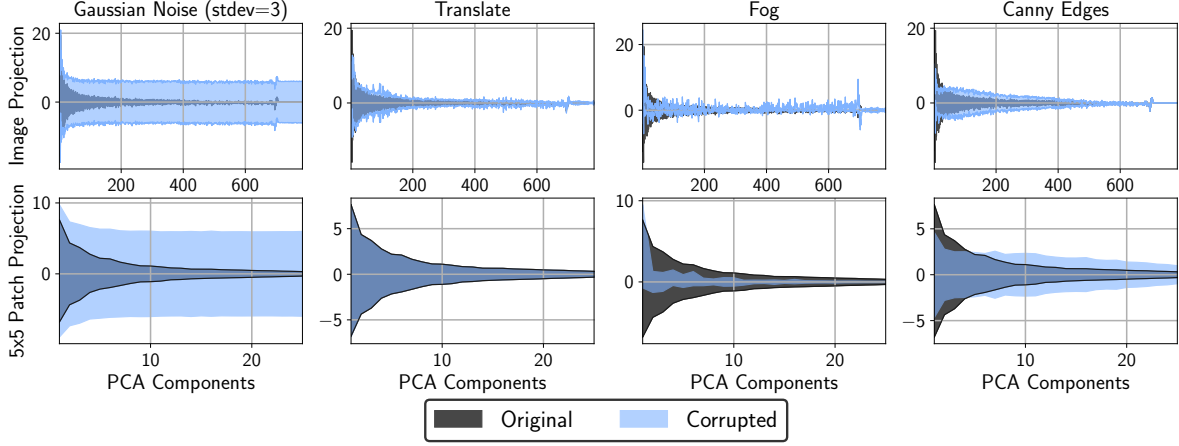 Gaussian Noise (stdev=3) Translate Fog Canny Edges
Image Projection
20
0
200 400 600
20
0
200 400 600
20
0
200 400 600
20
0
200 400 600
5x5 Patch Projection
10
0
10 20
5
0
−5
10 20
5
0
10 20
5
0
−5
10 20
PCA Components PCA Components PCA Components PCA Components
Original Corrupted